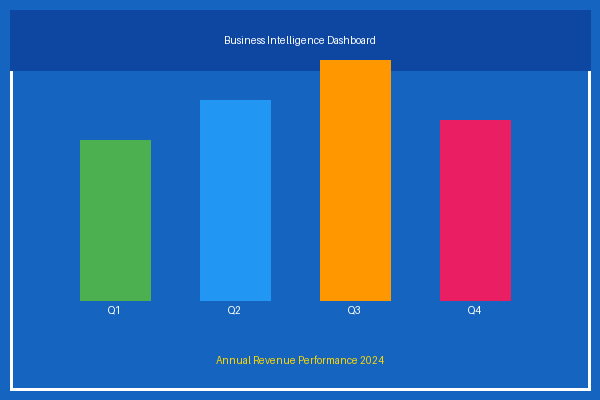 Business Intelligence Dashboard
Q1
Q2
Q3
Q4
Annual Revenue Performance 2024